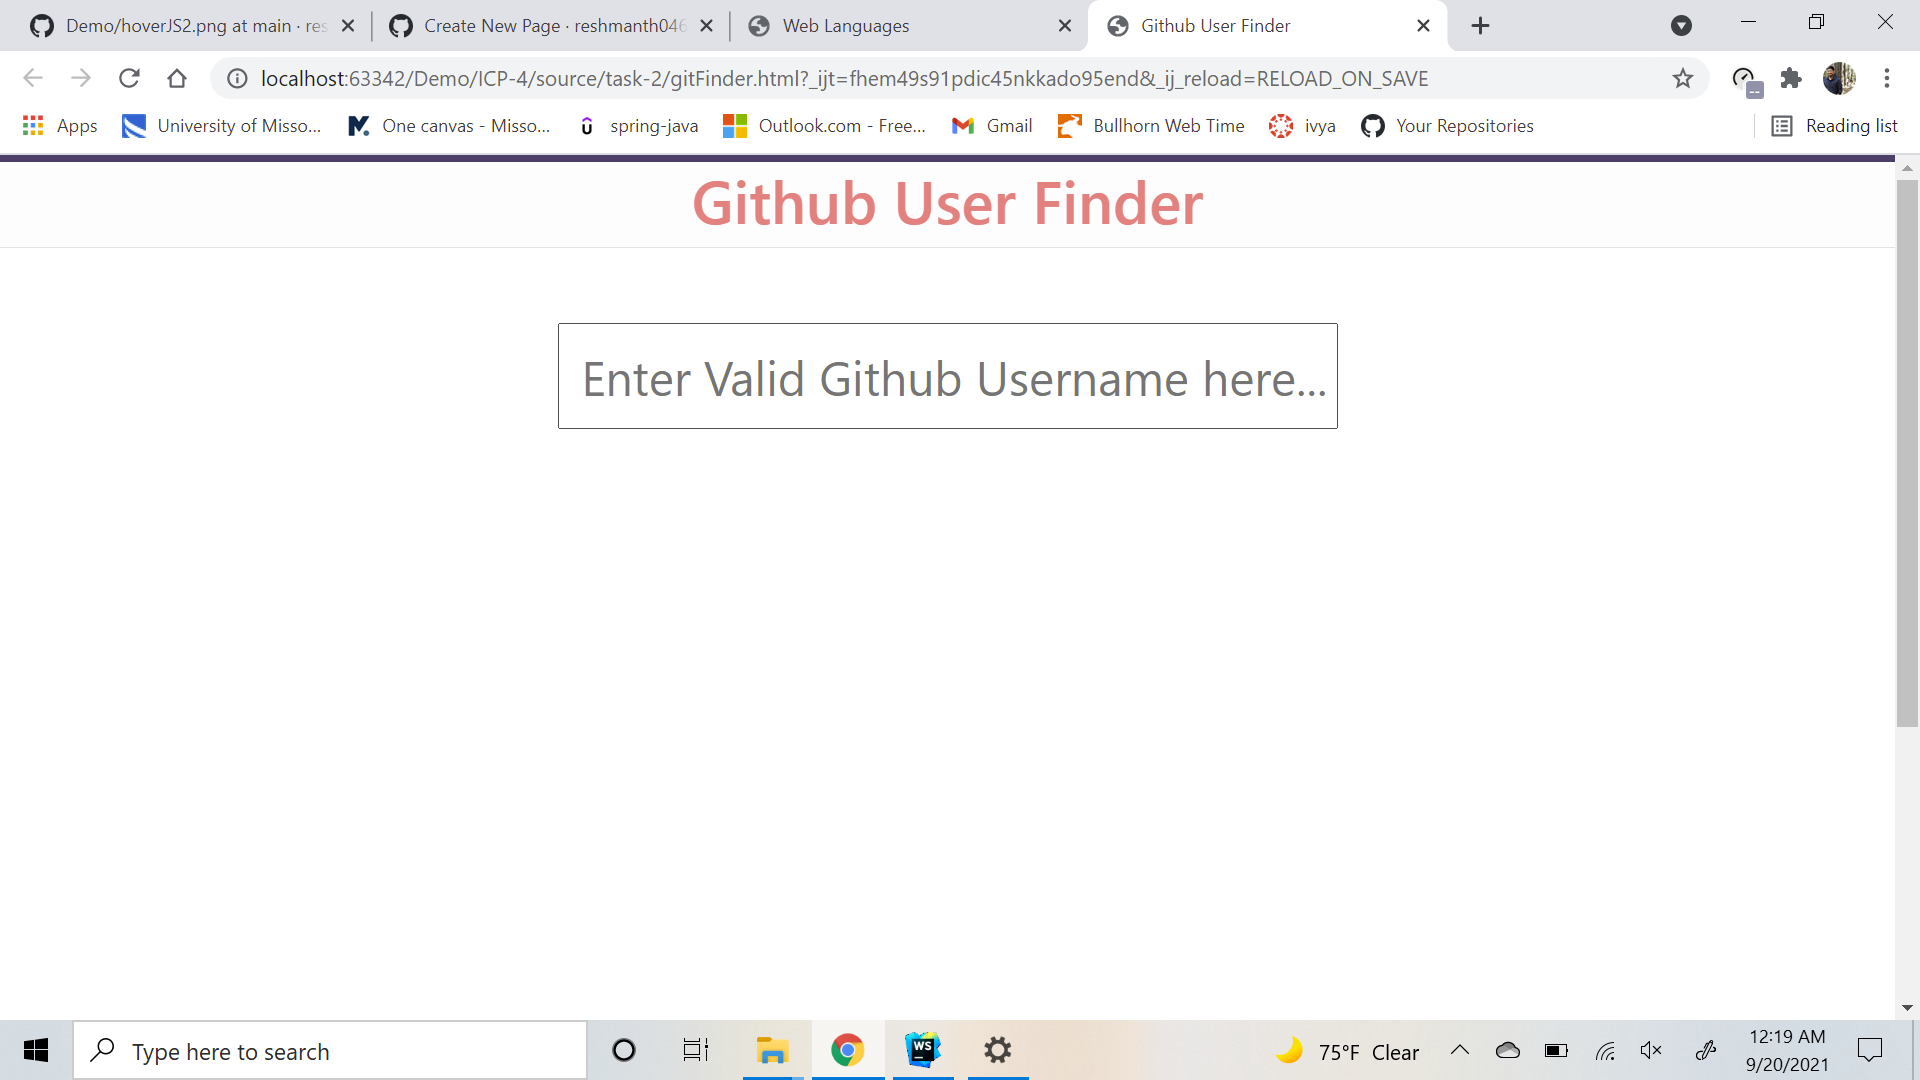 Demo/hoverJS2.png at main · res
Create New Page · reshmanth046
Web Languages
Github User Finder
localhost:63342/Demo/ICP-4/source/task-2/gitFinder.html?_ijt=fhem49s91pdic45nkkado95end&_ij_reload=RELOAD_ON_SAVE
Apps
University of Misso...
One canvas - Misso...
spring-java
Outlook.com - Free...
Gmail
Bullhorn Web Time
ivya
Your Repositories
Reading list
Github User Finder
Enter Valid Github Username here...
Type here to search
WS
75°F Clear
12:19 AM
9/20/2021